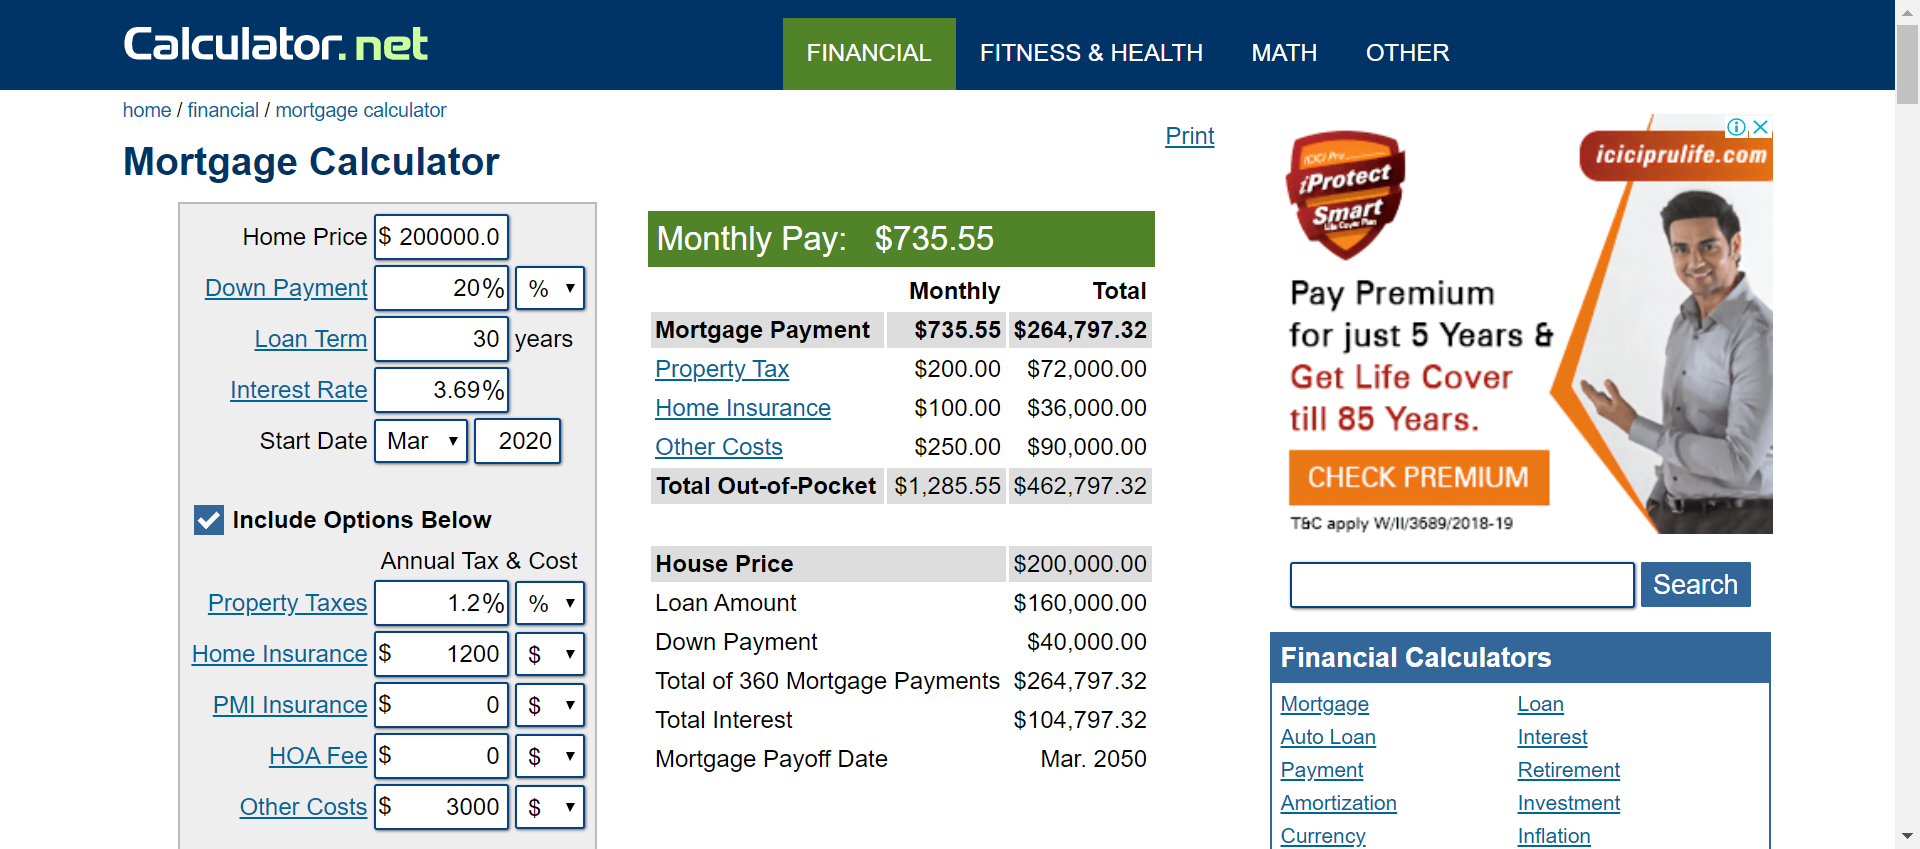 Calculator.net
FINANCIAL FITNESS & HEALTH MATH OTHER
home / financial / mortgage calculator
Print
Mortgage Calculator
Home Price $ 200000.0
Down Payment 20% %
Loan Term 30 years
Interest Rate 3.69%
Start Date Mar 2020
Include Options Below
Annual Tax & Cost
Property Taxes 1.2% %
Home Insurance $ 1200 $
PMI Insurance $ 0 $
HOA Fee $ 0 $
Other Costs $ 3000 $
Monthly Pay: $735.55
Monthly Total
Mortgage Payment $735.55 $264,797.32
Property Tax $200.00 $72,000.00
Home Insurance $100.00 $36,000.00
Other Costs $250.00 $90,000.00
Total Out-of-Pocket $1,285.55 $462,797.32
House Price $200,000.00
Loan Amount $160,000.00
Down Payment $40,000.00
Total of 360 Mortgage Payments $264,797.32
Total Interest $104,797.32
Mortgage Payoff Date Mar. 2050
ICICI Pru
iProtect
Smart
Life Cover Plan
iciciprulife.com
Pay Premium
for just 5 Years &
Get Life Cover
till 85 Years.
CHECK PREMIUM
T&C apply W/II/3689/2018-19
Search
Financial Calculators
Mortgage Loan
Auto Loan Interest
Payment Retirement
Amortization Investment
Currency Inflation